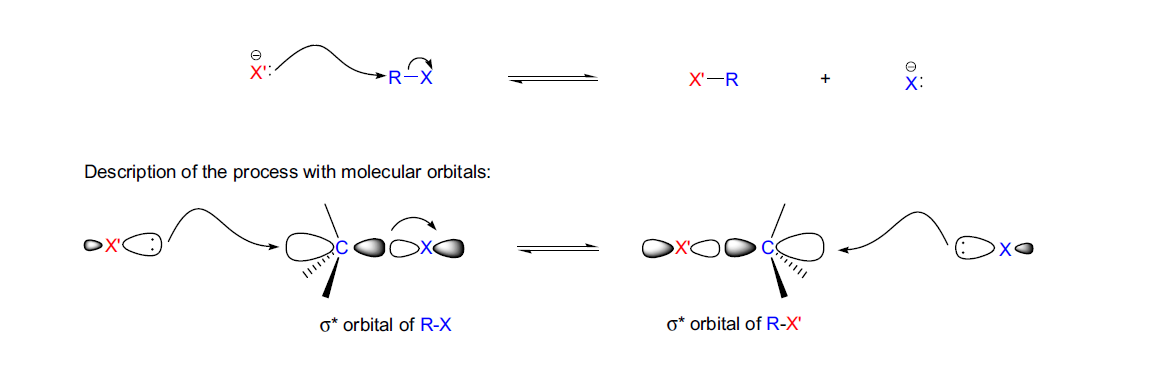 ⊖ ⊖
X': R—X ⇌ X'—R + X:
Description of the process with molecular orbitals:
X' : C X ⇌ X' C : X
σ* orbital of R-X σ* orbital of R-X'